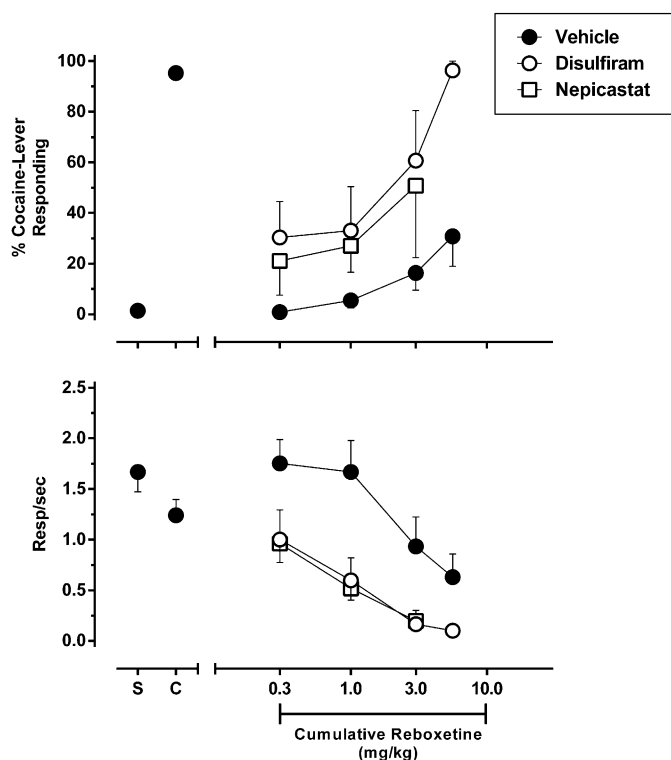 Vehicle
Disulfiram
Nepicastat
% Cocaine-Lever
Responding
100
80
60
40
20
0
Resp/sec
2.5
2.0
1.5
1.0
0.5
0.0
S C 0.3 1.0 3.0 10.0
Cumulative Reboxetine
(mg/kg)